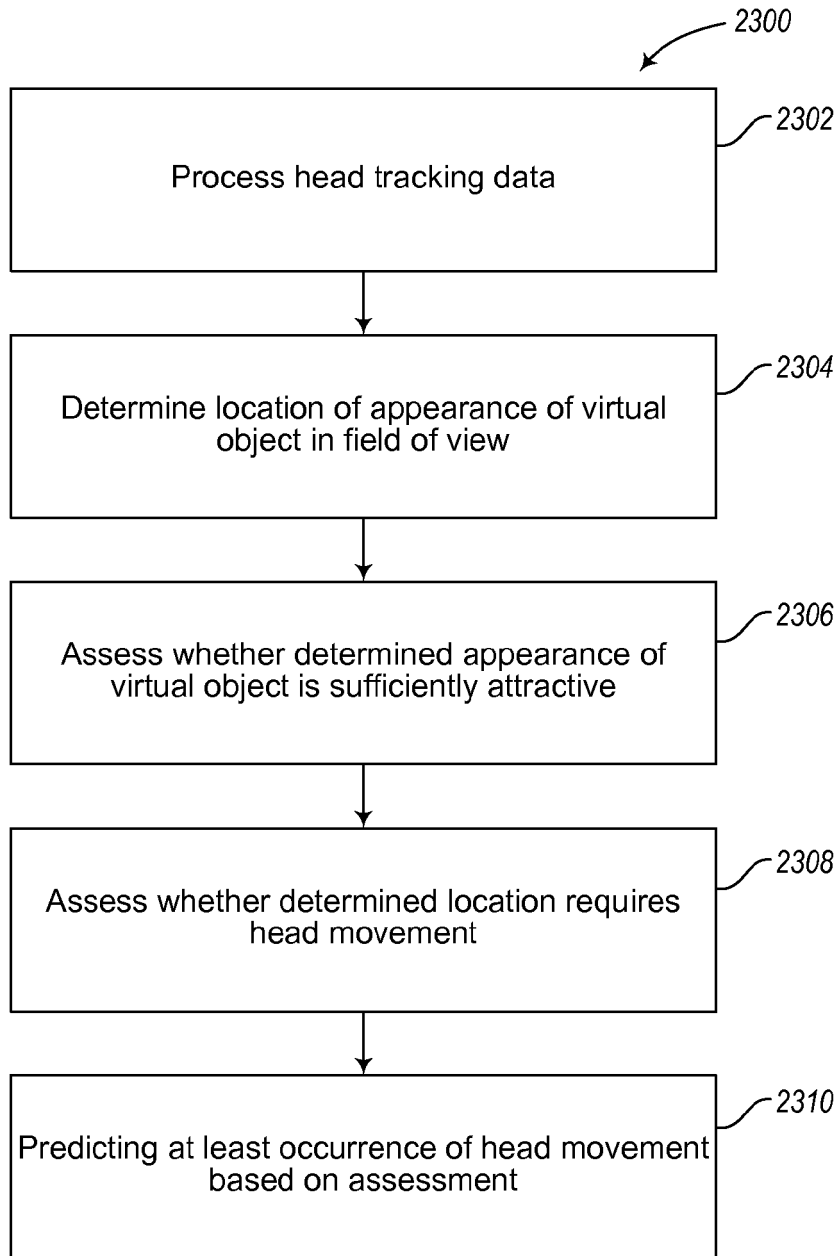 2300
2302
Process head tracking data
2304
Determine location of appearance of virtual
object in field of view
2306
Assess whether determined appearance of
virtual object is sufficiently attractive
2308
Assess whether determined location requires
head movement
2310
Predicting at least occurrence of head movement
based on assessment